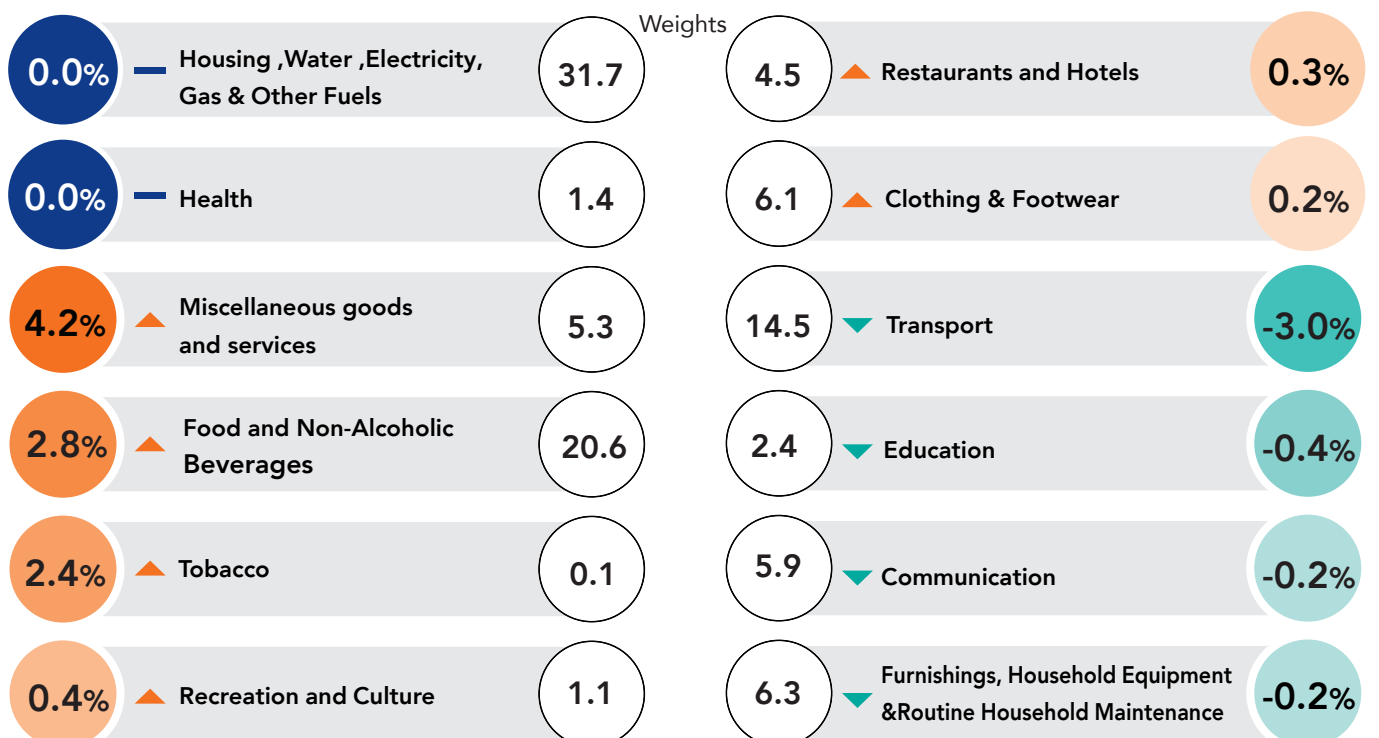 Weights
0.0%
Housing ,Water ,Electricity,
Gas & Other Fuels
31.7
4.5
Restaurants and Hotels
0.3%
0.0%
Health
1.4
6.1
Clothing & Footwear
0.2%
4.2%
Miscellaneous goods
and services
5.3
14.5
Transport
-3.0%
2.8%
Food and Non-Alcoholic
Beverages
20.6
2.4
Education
-0.4%
2.4%
Tobacco
0.1
5.9
Communication
-0.2%
0.4%
Recreation and Culture
1.1
6.3
Furnishings, Household Equipment
&Routine Household Maintenance
-0.2%